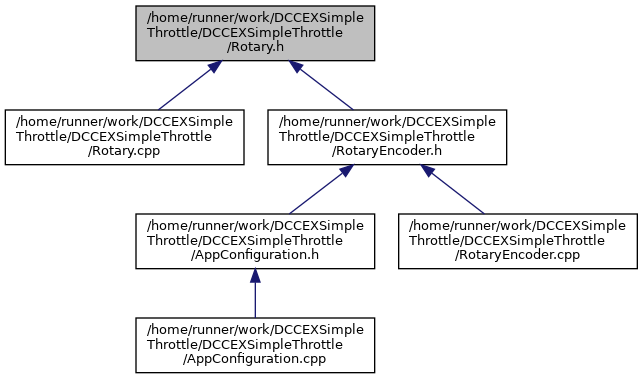 /home/runner/work/DCCEXSimple
Throttle/DCCEXSimpleThrottle
/Rotary.h
/home/runner/work/DCCEXSimple
Throttle/DCCEXSimpleThrottle
/Rotary.cpp
/home/runner/work/DCCEXSimple
Throttle/DCCEXSimpleThrottle
/RotaryEncoder.h
/home/runner/work/DCCEXSimple
Throttle/DCCEXSimpleThrottle
/AppConfiguration.h
/home/runner/work/DCCEXSimple
Throttle/DCCEXSimpleThrottle
/RotaryEncoder.cpp
/home/runner/work/DCCEXSimple
Throttle/DCCEXSimpleThrottle
/AppConfiguration.cpp